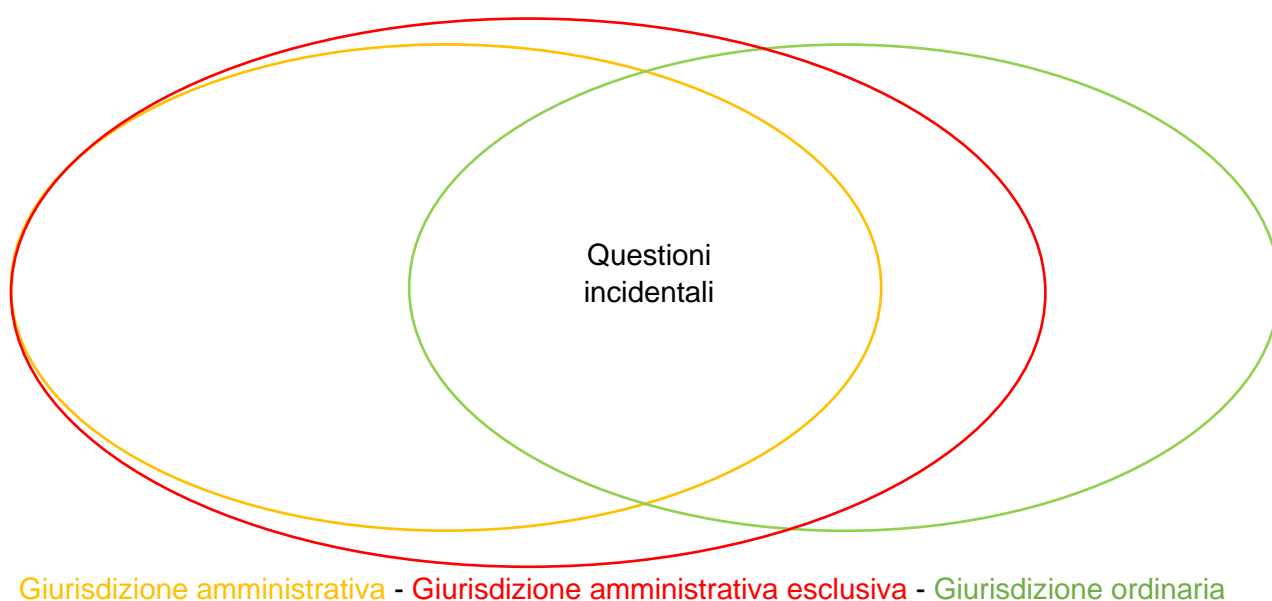 Questioni
incidentali
Giurisdizione amministrativa - Giurisdizione amministrativa esclusiva - Giurisdizione ordinaria